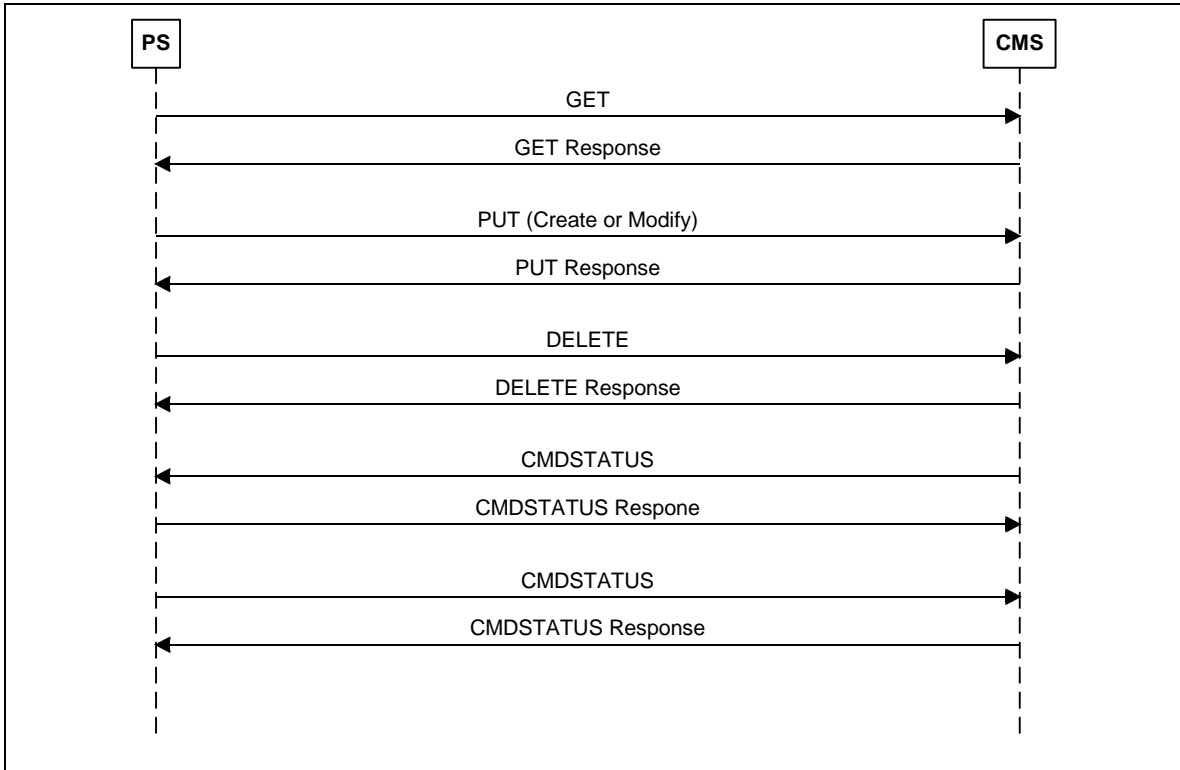 PS
CMS
GET
GET Response
PUT (Create or Modify)
PUT Response
DELETE
DELETE Response
CMDSTATUS
CMDSTATUS Respone
CMDSTATUS
CMDSTATUS Response